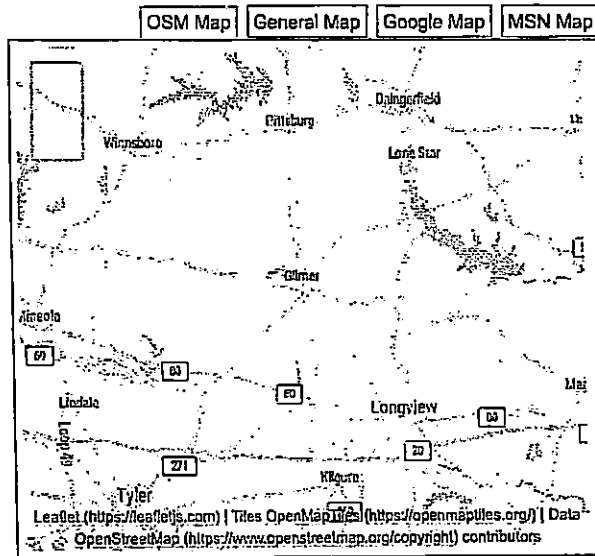 OSM Map General Map Google Map MSN Map
Daingerfield
Pittsburg
Winnsboro
Lone Star
Gilmer
Mineola
69
80
80
Lindale
Longview
80
Loop 49
20
271
Kilgore
Tyler
Leaflet (https://leafletjs.com) | Tiles OpenMapTiles (https://openmaptiles.org/) | Data
OpenStreetMap (https://www.openstreetmap.org/copyright) contributors